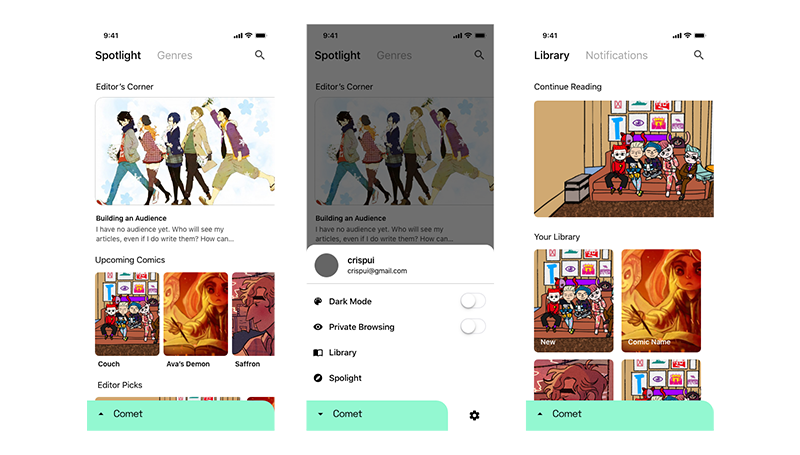 9:41
Spotlight Genres
Editor's Corner
Building an Audience
I have no audience yet. Who will see my
articles, even if I do write them? How can...
Upcoming Comics
Couch Ava's Demon Saffron
Editor Picks
Comet
9:41
Spotlight Genres
Editor's Corner
Building an Audience
I have no audience yet. Who will see my
articles, even if I do write them? How can...
crispui
crispui@gmail.com
Dark Mode
Private Browsing
Library
Spolight
Comet
9:41
Library Notifications
Continue Reading
Your Library
New Comic Name
Comet